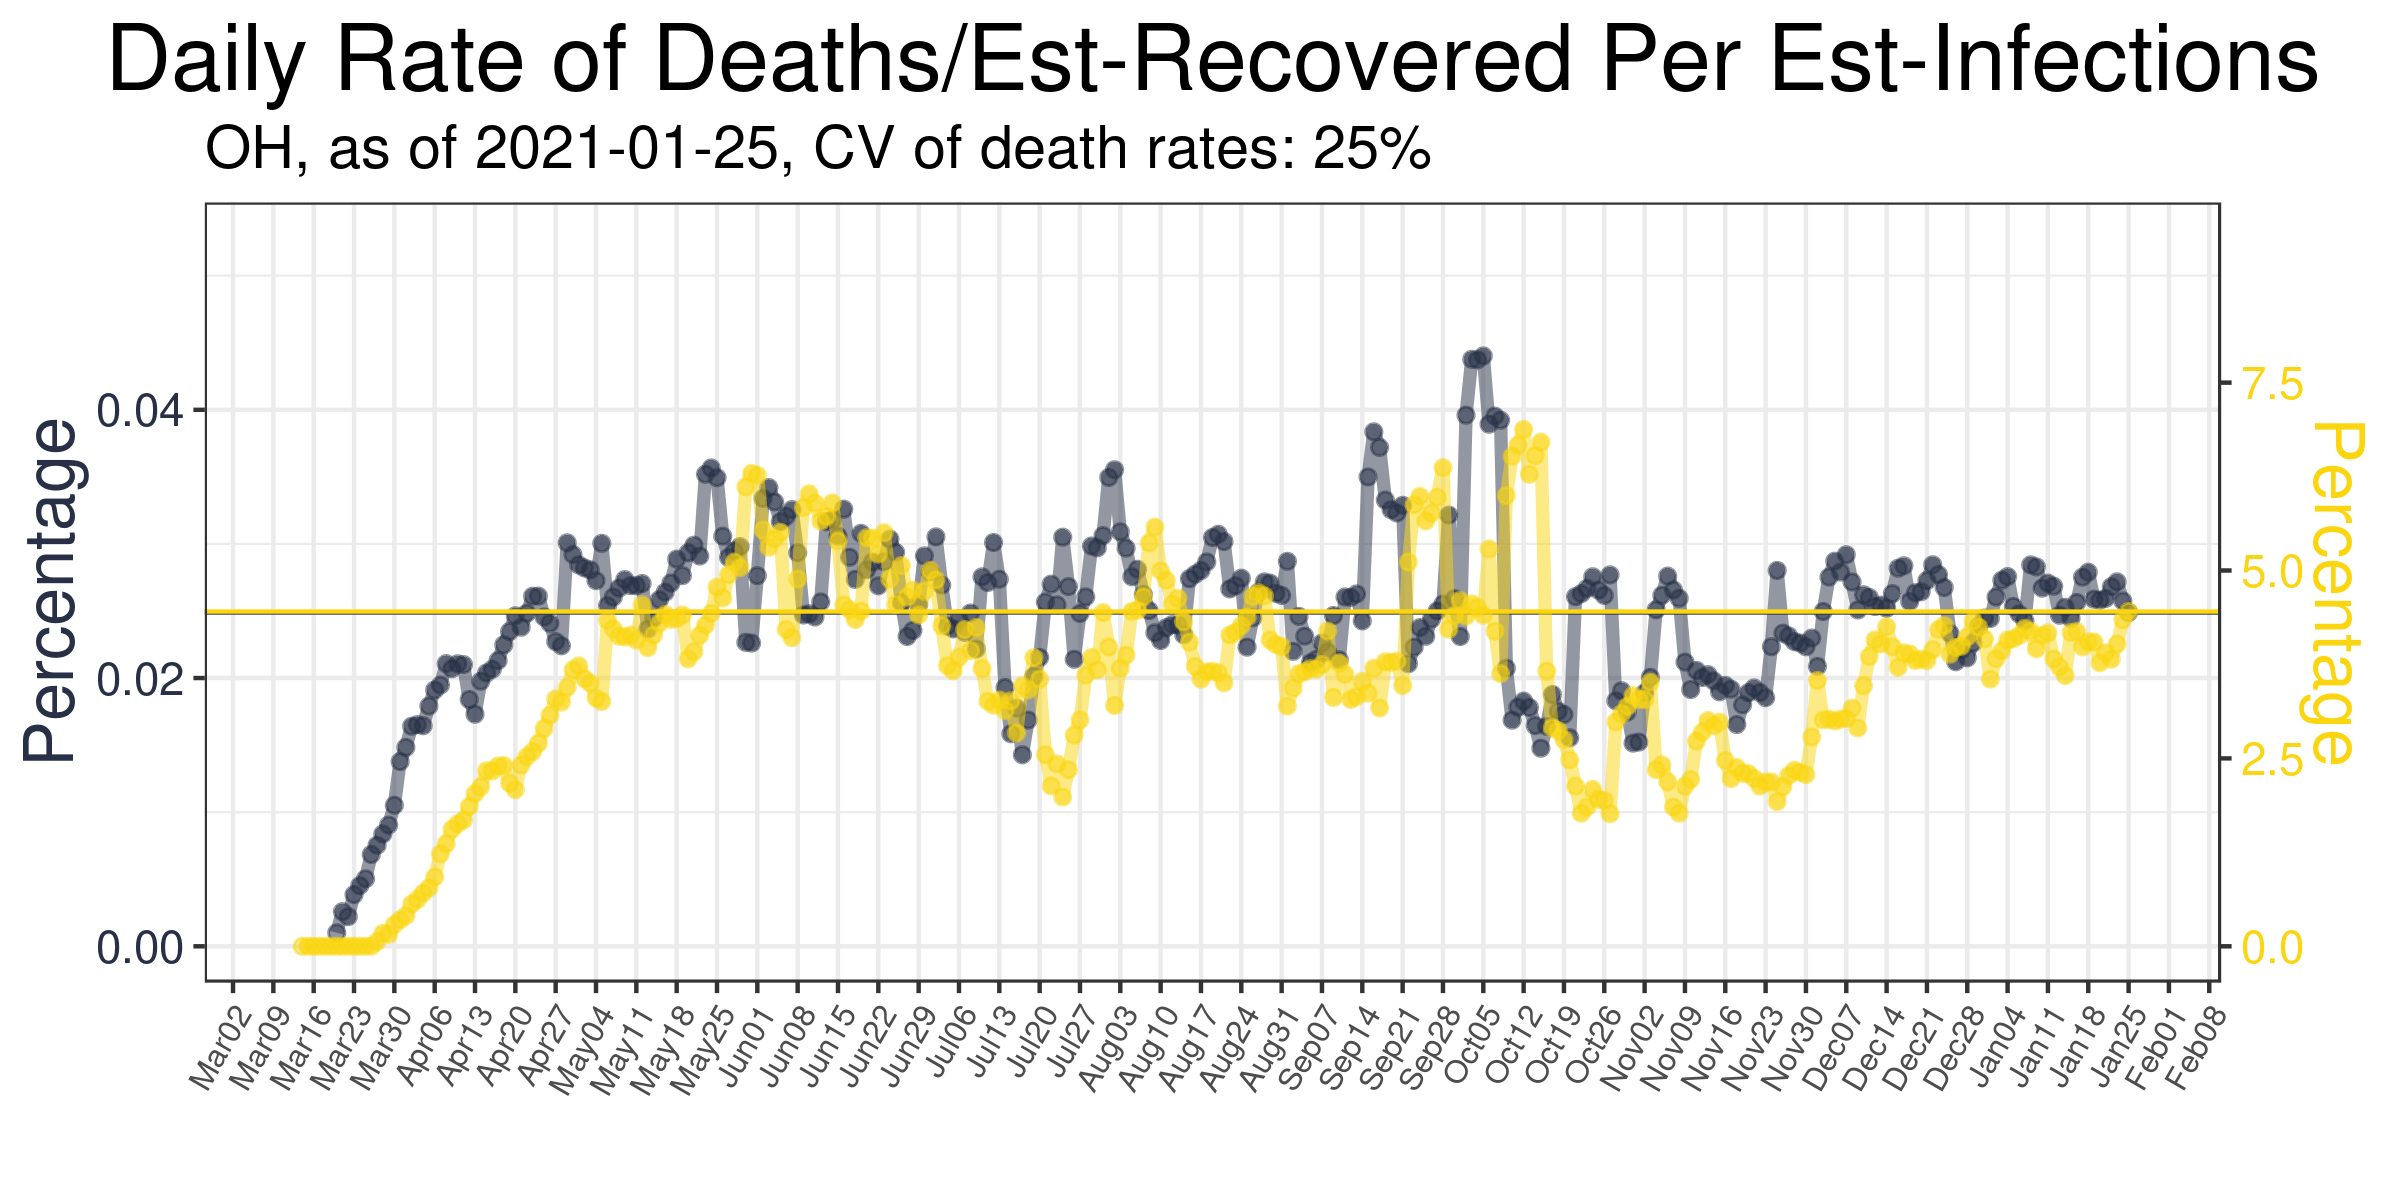 Daily Rate of Deaths/Est-Recovered Per Est-Infections
OH, as of 2021-01-25, CV of death rates: 25%
Percentage
0.04
0.02
0.00
7.5
5.0
2.5
0.0
Percentage
Mar02
Mar09
Mar16
Mar23
Mar30
Apr06
Apr13
Apr20
Apr27
May04
May11
May18
May25
Jun01
Jun08
Jun15
Jun22
Jun29
Jul06
Jul13
Jul20
Jul27
Aug03
Aug10
Aug17
Aug24
Aug31
Sep07
Sep14
Sep21
Sep28
Oct05
Oct12
Oct19
Oct26
Nov02
Nov09
Nov16
Nov23
Nov30
Dec07
Dec14
Dec21
Dec28
Jan04
Jan11
Jan18
Jan25
Feb01
Feb08